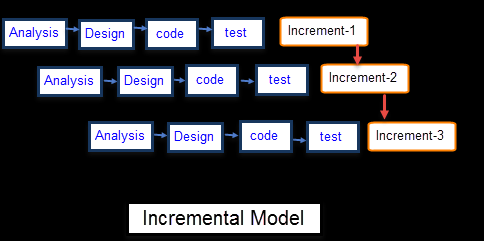 Analysis Design code test Increment-1
Analysis Design code test Increment-2
Analysis Design code test Increment-3
Incremental Model